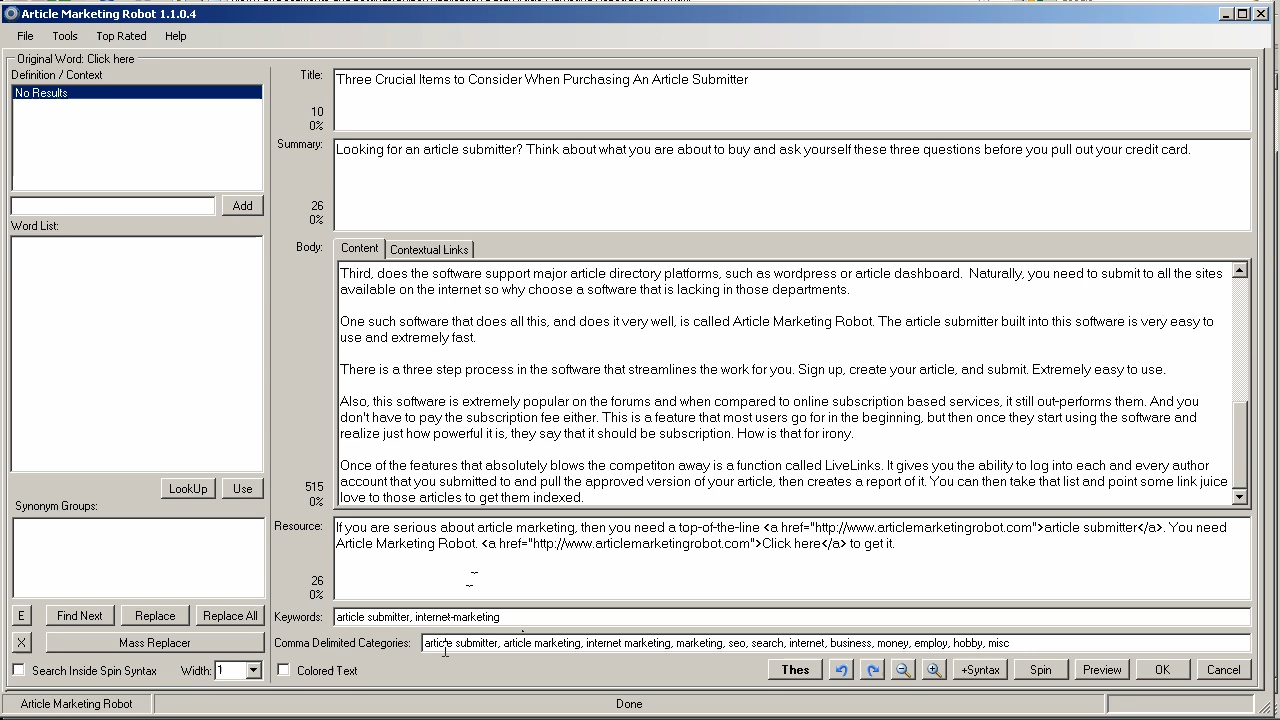 Article Marketing Robot 1.1.0.4
File Tools Top Rated Help
Original Word: Click here
Definition / Context
No Results
Add
Word List:
LookUp Use
Synonym Groups:
E Find Next Replace Replace All
X Mass Replacer
Search Inside Spin Syntax Width: 1
Title:
10
0%
Three Crucial Items to Consider When Purchasing An Article Submitter
Summary:
26
0%
Looking for an article submitter? Think about what you are about to buy and ask yourself these three questions before you pull out your credit card.
Body:
Content Contextual Links
515
0%
Third, does the software support major article directory platforms, such as wordpress or article dashboard. Naturally, you need to submit to all the sites
available on the internet so why choose a software that is lacking in those departments.
One such software that does all this, and does it very well, is called Article Marketing Robot. The article submitter built into this software is very easy to
use and extremely fast.
There is a three step process in the software that streamlines the work for you. Sign up, create your article, and submit. Extremely easy to use.
Also, this software is extremely popular on the forums and when compared to online subscription based services, it still out-performs them. And you
don't have to pay the subscription fee either. This is a feature that most users go for in the beginning, but then once they start using the software and
realize just how powerful it is, they say that it should be subscription. How is that for irony.
Once of the features that absolutely blows the competiton away is a function called LiveLinks. It gives you the ability to log into each and every author
account that you submitted to and pull the approved version of your article, then creates a report of it. You can then take that list and point some link juice
love to those articles to get them indexed.
Resource:
26
0%
If you are serious about article marketing, then you need a top-of-the-line <a href="http://www.articlemarketingrobot.com">article submitter</a>. You need
Article Marketing Robot. <a href="http://www.articlemarketingrobot.com">Click here</a> to get it.
Keywords: article submitter, internet-marketing
Comma Delimited Categories: article submitter, article marketing, internet marketing, marketing, seo, search, internet, business, money, employ, hobby, misc
Colored Text Thes +Syntax Spin Preview OK Cancel
Article Marketing Robot Done